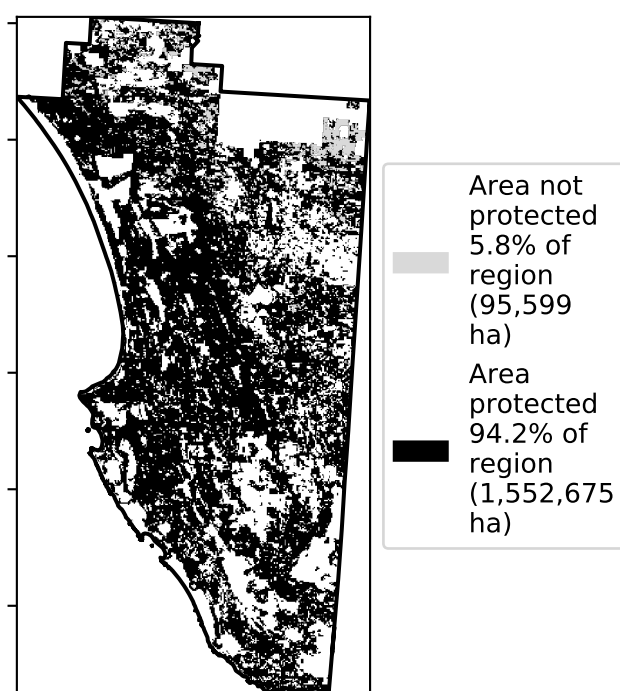 Area not
protected
5.8% of
region
(95,599
ha)
Area
protected
94.2% of
region
(1,552,675
ha)